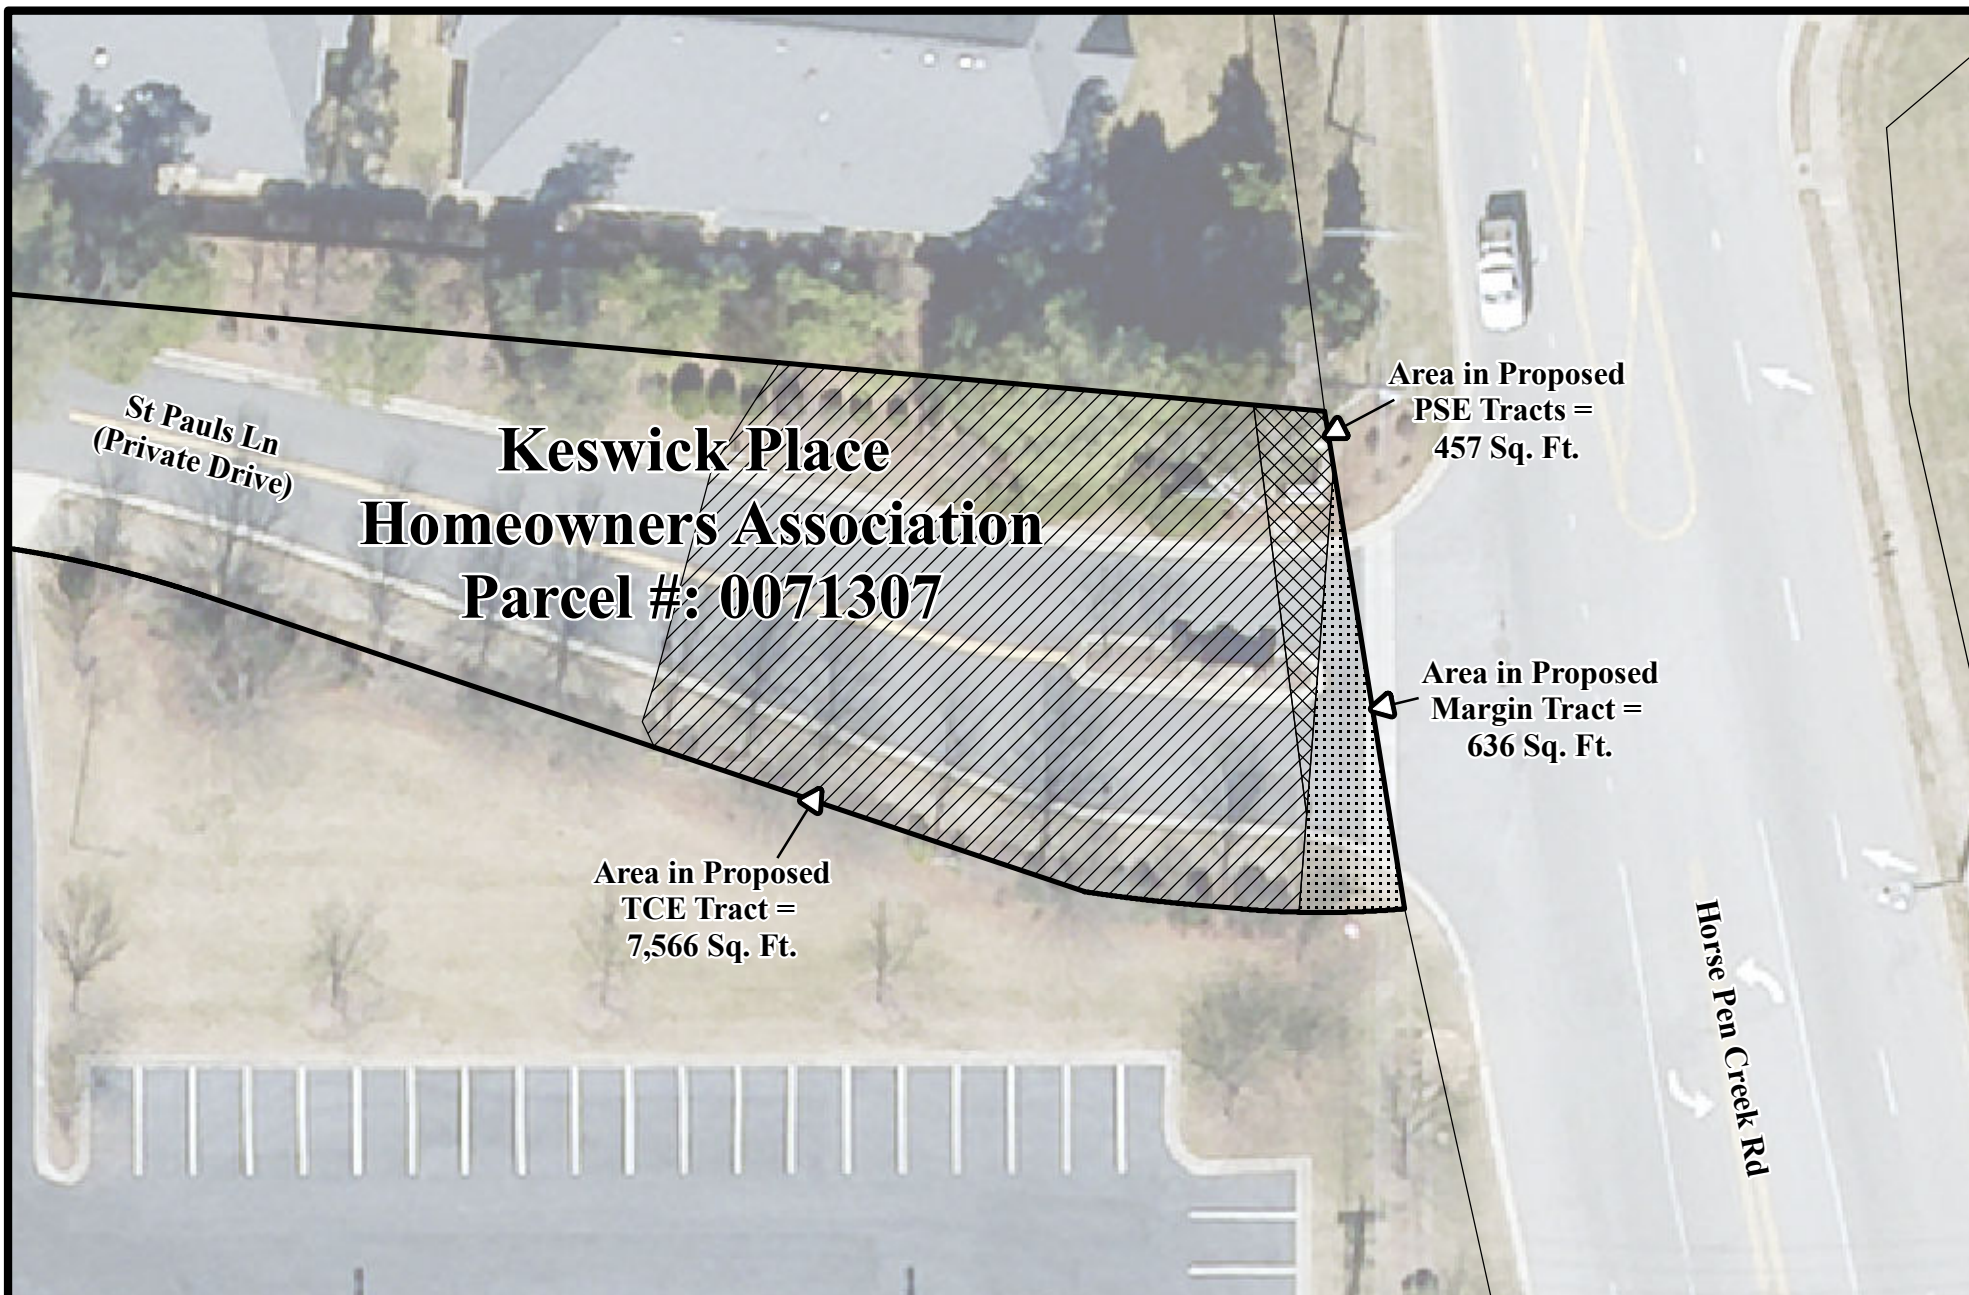 Area in Proposed
PSE Tracts =
457 Sq. Ft.
St Pauls Ln
(Private Drive)
Keswick Place
Homeowners Association
Parcel #: 0071307
Area in Proposed
Margin Tract =
636 Sq. Ft.
Area in Proposed
TCE Tract =
7,566 Sq. Ft.
Horse Pen Creek Rd